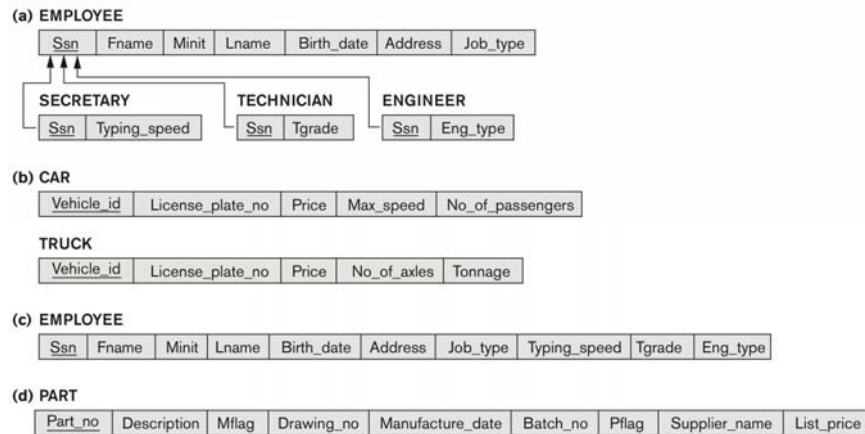 (a) EMPLOYEE
Ssn Fname Minit Lname Birth_date Address Job_type
SECRETARY TECHNICIAN ENGINEER
Ssn Typing_speed Ssn Tgrade Ssn Eng_type
(b) CAR
Vehicle_id License_plate_no Price Max_speed No_of_passengers
TRUCK
Vehicle_id License_plate_no Price No_of_axles Tonnage
(c) EMPLOYEE
Ssn Fname Minit Lname Birth_date Address Job_type Typing_speed Tgrade Eng_type
(d) PART
Part_no Description Mflag Drawing_no Manufacture_date Batch_no Pflag Supplier_name List_price